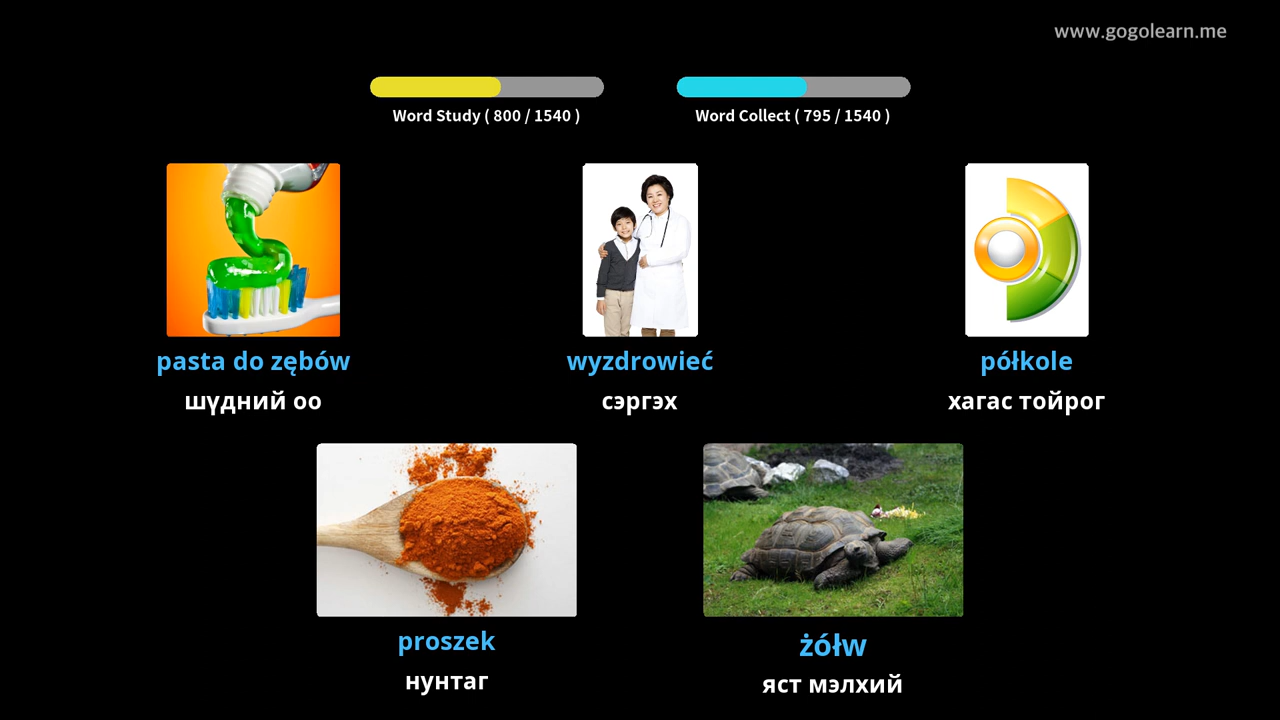 www.gogolearn.me
Word Study ( 800 / 1540 )
Word Collect ( 795 / 1540 )
pasta do zębów
шүдний оо
wyzdrowieć
сэргэх
półkole
хагас тойрог
proszek
нунтаг
żółw
яст мэлхий